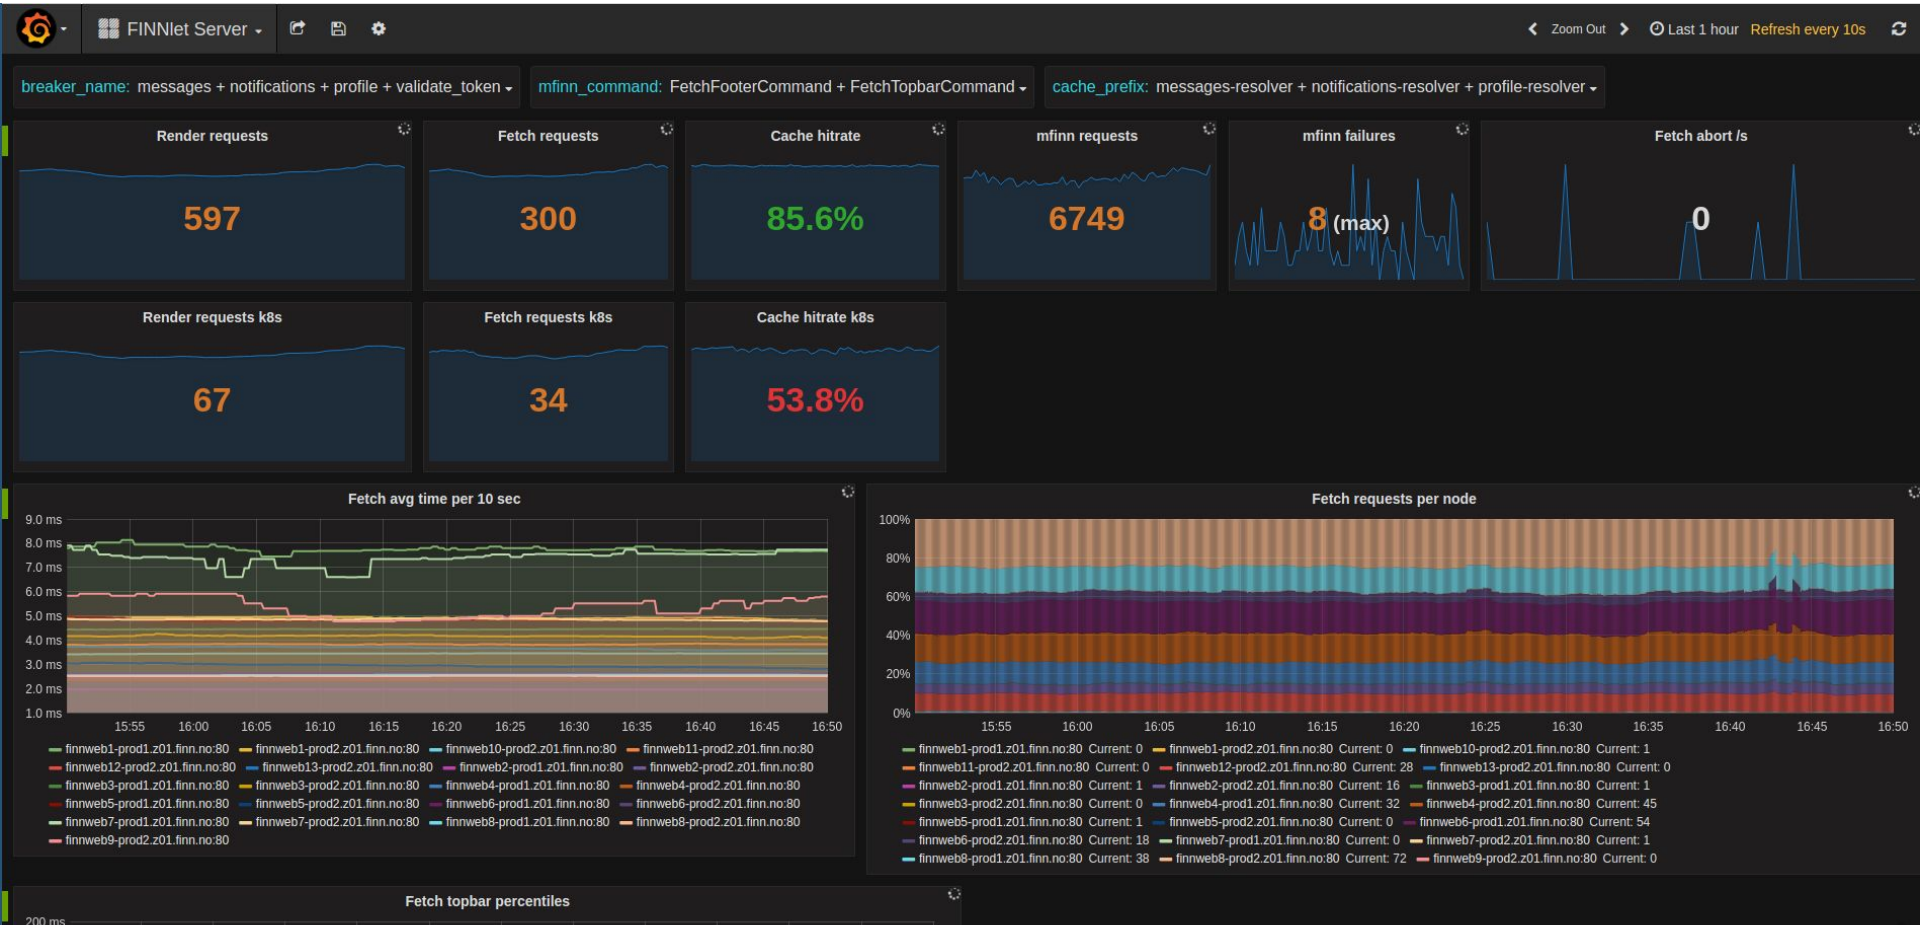 FINNlet Server
Zoom Out
Last 1 hour Refresh every 10s
breaker_name: messages + notifications + profile + validate_token
mfinn_command: FetchFooterCommand + FetchTopbarCommand
cache_prefix: messages-resolver + notifications-resolver + profile-resolver
Render requests
597
Fetch requests
300
Cache hitrate
85.6%
mfinn requests
6749
mfinn failures
8 (max)
Fetch abort /s
0
Render requests k8s
67
Fetch requests k8s
34
Cache hitrate k8s
53.8%
Fetch avg time per 10 sec
9.0 ms
8.0 ms
7.0 ms
6.0 ms
5.0 ms
4.0 ms
3.0 ms
2.0 ms
1.0 ms
15:55 16:00 16:05 16:10 16:15 16:20 16:25 16:30 16:35 16:40 16:45 16:50
finnweb1-prod1.z01.finn.no:80 finnweb1-prod2.z01.finn.no:80 finnweb10-prod2.z01.finn.no:80 finnweb11-prod2.z01.finn.no:80
finnweb12-prod2.z01.finn.no:80 finnweb13-prod2.z01.finn.no:80 finnweb2-prod1.z01.finn.no:80 finnweb2-prod2.z01.finn.no:80
finnweb3-prod1.z01.finn.no:80 finnweb3-prod2.z01.finn.no:80 finnweb4-prod1.z01.finn.no:80 finnweb4-prod2.z01.finn.no:80
finnweb5-prod1.z01.finn.no:80 finnweb5-prod2.z01.finn.no:80 finnweb6-prod1.z01.finn.no:80 finnweb6-prod2.z01.finn.no:80
finnweb7-prod1.z01.finn.no:80 finnweb7-prod2.z01.finn.no:80 finnweb8-prod1.z01.finn.no:80 finnweb8-prod2.z01.finn.no:80
finnweb9-prod2.z01.finn.no:80
Fetch requests per node
100%
80%
60%
40%
20%
0%
15:55 16:00 16:05 16:10 16:15 16:20 16:25 16:30 16:35 16:40 16:45 16:50
finnweb1-prod1.z01.finn.no:80 Current: 0 finnweb1-prod2.z01.finn.no:80 Current: 0 finnweb10-prod2.z01.finn.no:80 Current: 1
finnweb11-prod2.z01.finn.no:80 Current: 0 finnweb12-prod2.z01.finn.no:80 Current: 28 finnweb13-prod2.z01.finn.no:80 Current: 0
finnweb2-prod1.z01.finn.no:80 Current: 1 finnweb2-prod2.z01.finn.no:80 Current: 16 finnweb3-prod1.z01.finn.no:80 Current: 1
finnweb3-prod2.z01.finn.no:80 Current: 0 finnweb4-prod1.z01.finn.no:80 Current: 32 finnweb4-prod2.z01.finn.no:80 Current: 45
finnweb5-prod1.z01.finn.no:80 Current: 1 finnweb5-prod2.z01.finn.no:80 Current: 0 finnweb6-prod1.z01.finn.no:80 Current: 54
finnweb6-prod2.z01.finn.no:80 Current: 18 finnweb7-prod1.z01.finn.no:80 Current: 0 finnweb7-prod2.z01.finn.no:80 Current: 1
finnweb8-prod1.z01.finn.no:80 Current: 38 finnweb8-prod2.z01.finn.no:80 Current: 72 finnweb9-prod2.z01.finn.no:80 Current: 0
Fetch topbar percentiles
200 ms